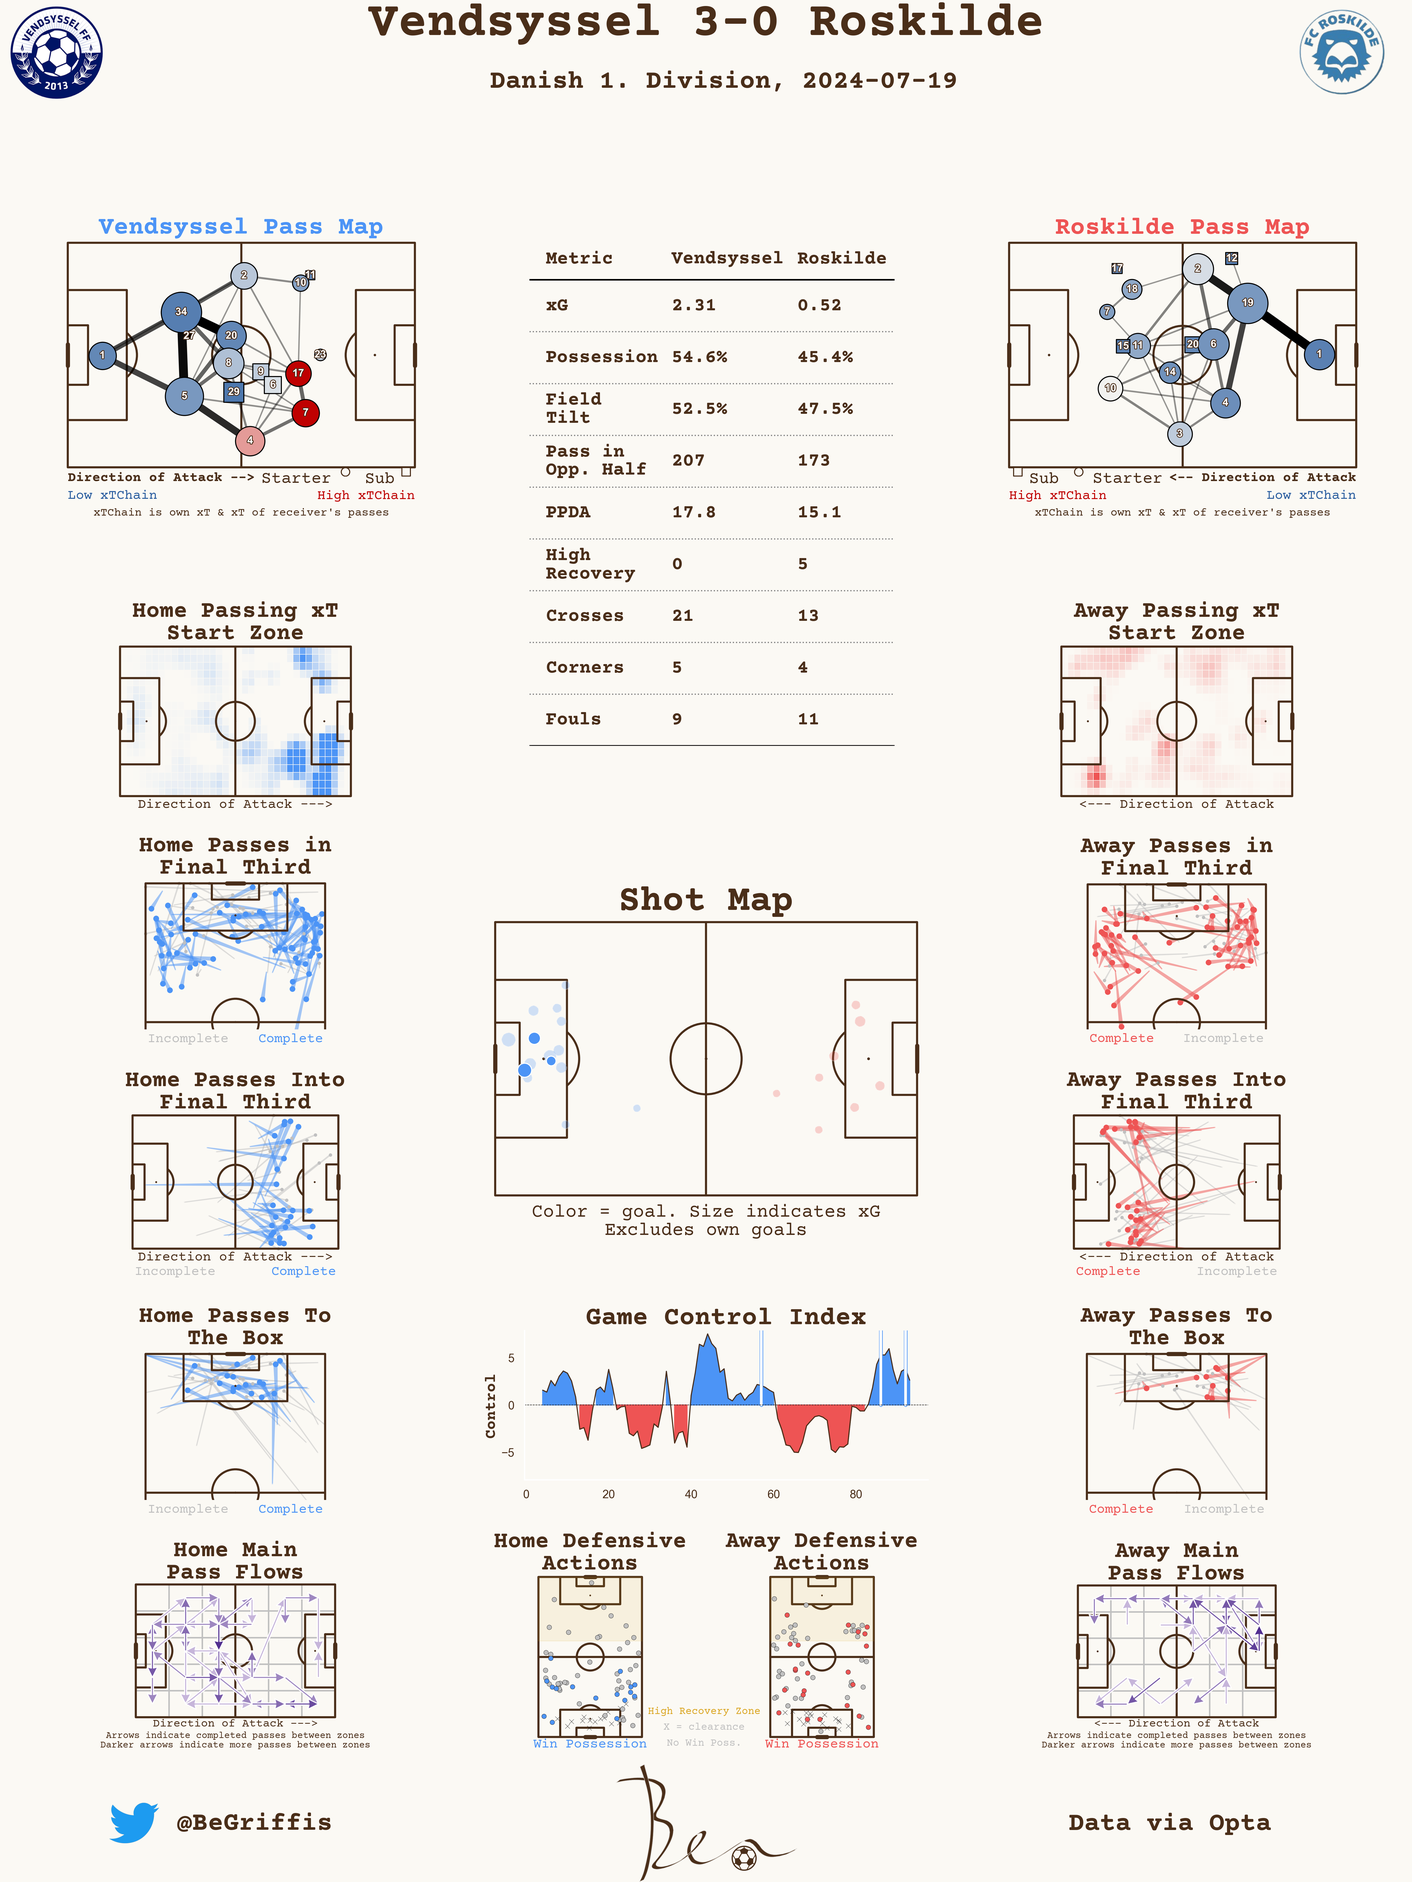 Vendsyssel 3-0 Roskilde
Danish 1. Division, 2024-07-19
VENDSYSSEL FF
2013
FC ROSKILDE
Vendsyssel Pass Map
1
34
27
5
2
20
8
29
4
9
6
17
7
10
11
23
Direction of Attack --> Starter Sub
Low xTChain High xTChain
xTChain is own xT & xT of receiver's passes
Metric Vendsyssel Roskilde
xG 2.31 0.52
Possession 54.6% 45.4%
Field
Tilt 52.5% 47.5%
Pass in
Opp. Half 207 173
PPDA 17.8 15.1
High
Recovery 0 5
Crosses 21 13
Corners 5 4
Fouls 9 11
Roskilde Pass Map
17
18
7
15
11
10
2
12
19
20
6
14
4
3
1
Sub Starter <-- Direction of Attack
High xTChain Low xTChain
xTChain is own xT & xT of receiver's passes
Home Passing xT
Start Zone
Direction of Attack --->
Away Passing xT
Start Zone
<--- Direction of Attack
Home Passes in
Final Third
Incomplete Complete
Away Passes in
Final Third
Complete Incomplete
Shot Map
Color = goal. Size indicates xG
Excludes own goals
Home Passes Into
Final Third
Direction of Attack --->
Incomplete Complete
Away Passes Into
Final Third
<--- Direction of Attack
Complete Incomplete
Home Passes To
The Box
Incomplete Complete
Game Control Index
Control
5
0
−5
0 20 40 60 80
Away Passes To
The Box
Complete Incomplete
Home Main
Pass Flows
Direction of Attack --->
Arrows indicate completed passes between zones
Darker arrows indicate more passes between zones
Home Defensive
Actions
Win Possession
Away Defensive
Actions
Win Possession
High Recovery Zone
X = clearance
No Win Poss.
Away Main
Pass Flows
<--- Direction of Attack
Arrows indicate completed passes between zones
Darker arrows indicate more passes between zones
@BeGriffis
Ben
Data via Opta